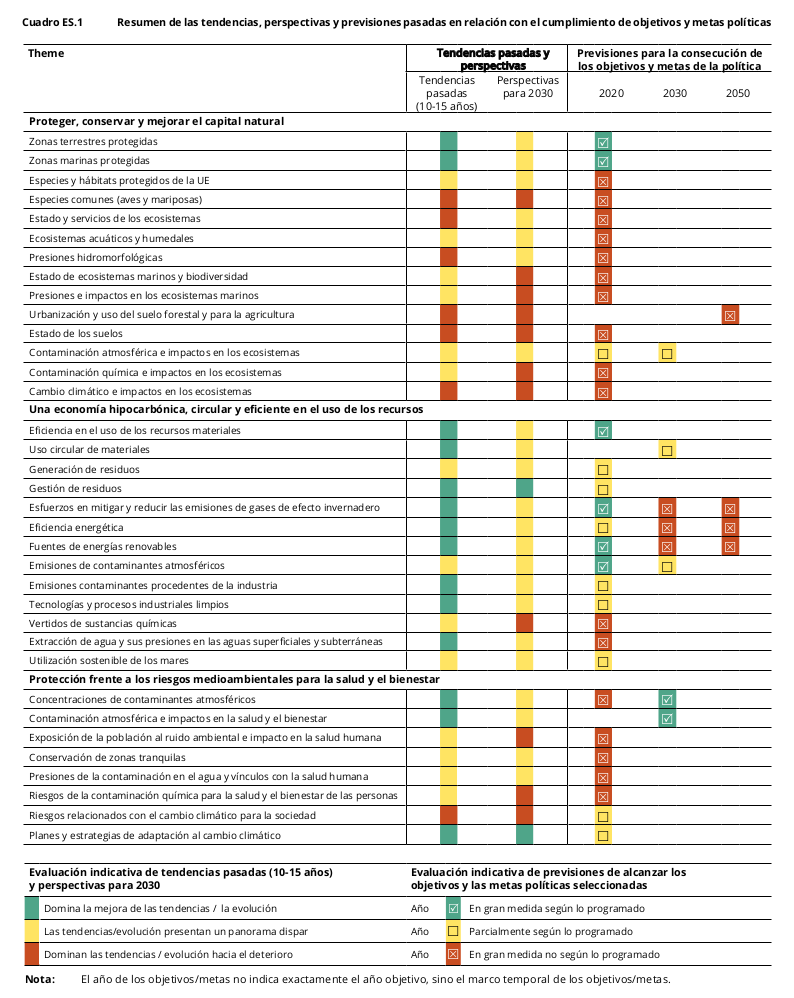 Cuadro ES.1 Resumen de las tendencias, perspectivas y previsiones pasadas en relación con el cumplimiento de objetivos y metas políticas
Theme
Tendencias pasadas y
perspectivas
Previsiones para la consecución de
los objetivos y metas de la política
Tendencias
pasadas
(10-15 años)
Perspectivas
para 2030
2020 2030 2050
Proteger, conservar y mejorar el capital natural
Zonas terrestres protegidas
Zonas marinas protegidas
Especies y hábitats protegidos de la UE
Especies comunes (aves y mariposas)
Estado y servicios de los ecosistemas
Ecosistemas acuáticos y humedales
Presiones hidromorfológicas
Estado de ecosistemas marinos y biodiversidad
Presiones e impactos en los ecosistemas marinos
Urbanización y uso del suelo forestal y para la agricultura
Estado de los suelos
Contaminación atmosférica e impactos en los ecosistemas
Contaminación química e impactos en los ecosistemas
Cambio climático e impactos en los ecosistemas
Una economía hipocarbónica, circular y eficiente en el uso de los recursos
Eficiencia en el uso de los recursos materiales
Uso circular de materiales
Generación de residuos
Gestión de residuos
Esfuerzos en mitigar y reducir las emisiones de gases de efecto invernadero
Eficiencia energética
Fuentes de energías renovables
Emisiones de contaminantes atmosféricos
Emisiones contaminantes procedentes de la industria
Tecnologías y procesos industriales limpios
Vertidos de sustancias químicas
Extracción de agua y sus presiones en las aguas superficiales y subterráneas
Utilización sostenible de los mares
Protección frente a los riesgos medioambientales para la salud y el bienestar
Concentraciones de contaminantes atmosféricos
Contaminación atmosférica e impactos en la salud y el bienestar
Exposición de la población al ruido ambiental e impacto en la salud humana
Conservación de zonas tranquilas
Presiones de la contaminación en el agua y vínculos con la salud humana
Riesgos de la contaminación química para la salud y el bienestar de las personas
Riesgos relacionados con el cambio climático para la sociedad
Planes y estrategias de adaptación al cambio climático
Evaluación indicativa de tendencias pasadas (10-15 años)
y perspectivas para 2030
Evaluación indicativa de previsiones de alcanzar los
objetivos y las metas políticas seleccionadas
Domina la mejora de las tendencias / la evolución
Año ☑ En gran medida según lo programado
Las tendencias/evolución presentan un panorama dispar
Año ☐ Parcialmente según lo programado
Dominan las tendencias / evolución hacia el deterioro
Año ☒ En gran medida no según lo programado
Nota: El año de los objetivos/metas no indica exactamente el año objetivo, sino el marco temporal de los objetivos/metas.